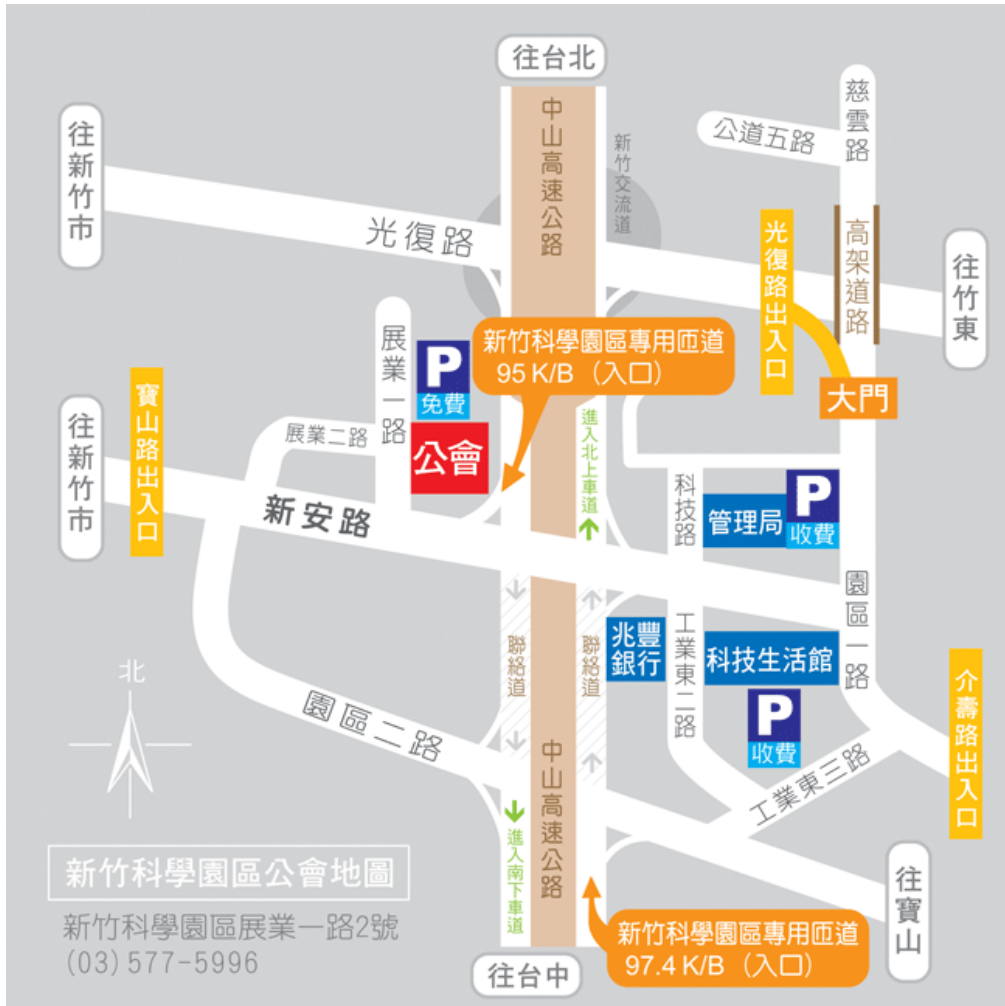 往台北
慈雲路
公道五路
往新竹市
中山高速公路
新竹交流道
光復路
光復路出入口
高架道路
往竹東
新竹科學園區專用匝道
95 K/B (入口)
展業一路
P
免費
大門
寶山路出入口
往新竹市
展業二路
公會
進入北上車道
科技路
管理局
P
收費
新安路
園區一路
聯絡道
聯絡道
兆豐
銀行
工業東二路
科技生活館
P
收費
介壽路出入口
北
園區二路
中山高速公路
工業東三路
進入南下車道
新竹科學園區公會地圖
新竹科學園區展業一路2號
(03) 577-5996
往寶山
新竹科學園區專用匝道
97.4 K/B (入口)
往台中